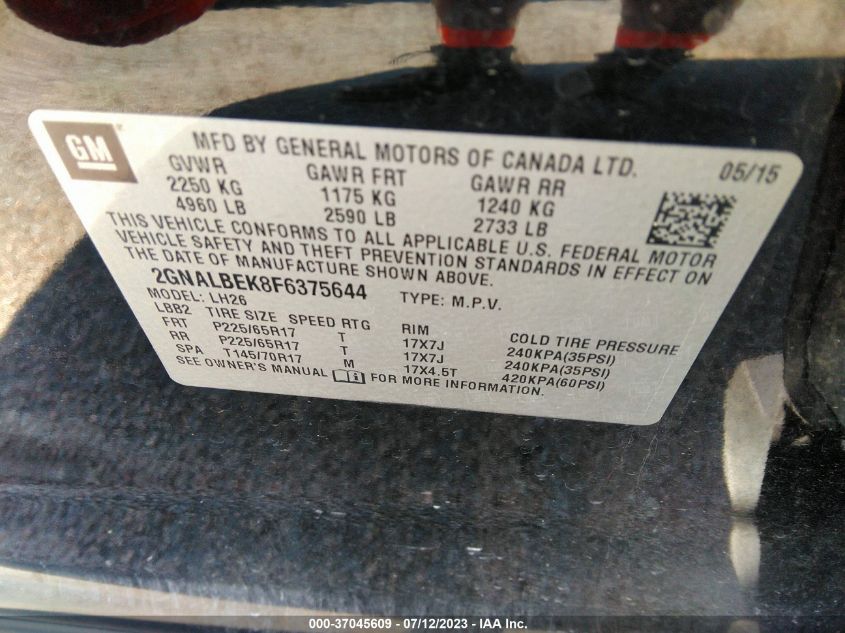 GM
MFD BY GENERAL MOTORS OF CANADA LTD. 05/15
GVWR GAWR FRT GAWR RR
2250 KG 1175 KG 1240 KG
4960 LB 2590 LB 2733 LB
THIS VEHICLE CONFORMS TO ALL APPLICABLE U.S. FEDERAL MOTOR
VEHICLE SAFETY AND THEFT PREVENTION STANDARDS IN EFFECT ON
THE DATE OF MANUFACTURE SHOWN ABOVE.
2GNALBEK8F6375644 TYPE: M.P.V.
MODEL: LH26
LBB2 TIRE SIZE SPEED RTG RIM COLD TIRE PRESSURE
FRT P225/65R17 T 17X7J 240KPA(35PSI)
RR P225/65R17 T 17X7J 240KPA(35PSI)
SPA T145/70R17 M 17X4.5T 420KPA(60PSI)
SEE OWNER'S MANUAL FOR MORE INFORMATION.
000-37045609 - 07/12/2023 - IAA Inc.